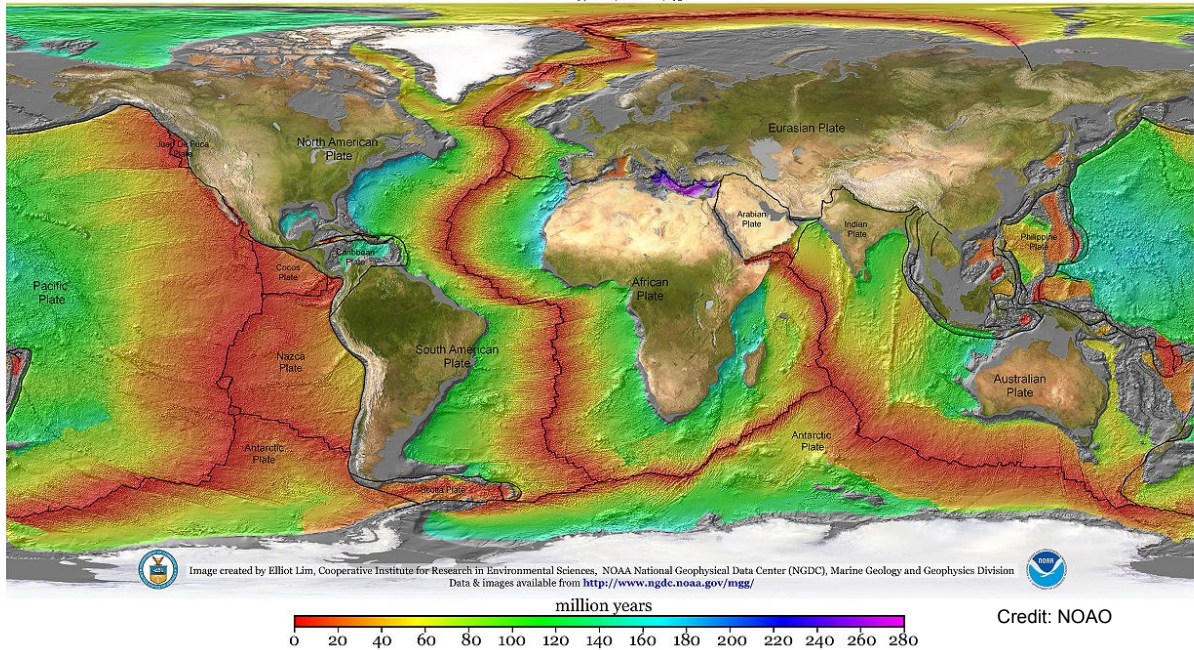 North American
Plate
Eurasian Plate
Juan De Fuca
Plate
Arabian
Plate
Indian
Plate
Philippine
Plate
Caribbean
Plate
Cocos
Plate
African
Plate
Pacific
Plate
Nazca
Plate
South American
Plate
Australian
Plate
Antarctic
Plate
Antarctic
Plate
Scotia Plate
Image created by Elliot Lim, Cooperative Institute for Research in Environmental Sciences, NOAA National Geophysical Data Center (NGDC), Marine Geology and Geophysics Division
Data & images available from http://www.ngdc.noaa.gov/mgg/
NOAA
million years
0 20 40 60 80 100 120 140 160 180 200 220 240 260 280
Credit: NOAO